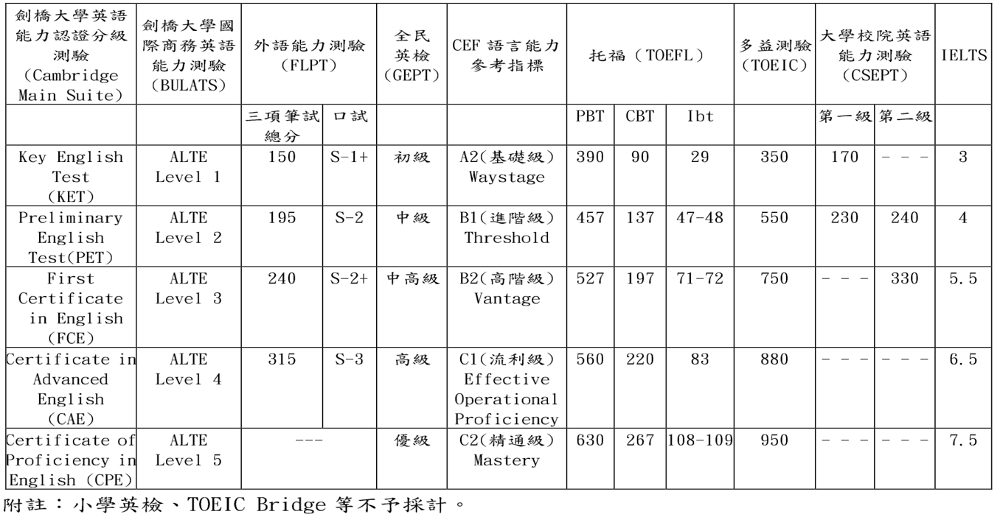 劍橋大學英語
能力認證分級
測驗
(Cambridge
Main Suite)
劍橋大學國
際商務英語
能力測驗
(BULATS)
外語能力測驗
(FLPT)
全民
英檢
(GEPT)
CEF 語言能力
參考指標
托福 (TOEFL)
多益測驗
(TOEIC)
大學校院英語
能力測驗
(CSEPT)
IELTS
三項筆試
總分
口試
PBT
CBT
Ibt
第一級
第二級
Key English
Test
(KET)
ALTE
Level 1
150
S-1+
初級
A2(基礎級)
Waystage
390
90
29
350
170
- - -
3
Preliminary
English
Test(PET)
ALTE
Level 2
195
S-2
中級
B1(進階級)
Threshold
457
137
47-48
550
230
240
4
First
Certificate
in English
(FCE)
ALTE
Level 3
240
S-2+
中高級
B2(高階級)
Vantage
527
197
71-72
750
- - -
330
5.5
Certificate in
Advanced
English
(CAE)
ALTE
Level 4
315
S-3
高級
C1(流利級)
Effective
Operational
Proficiency
560
220
83
880
- - -
- - -
6.5
Certificate of
Proficiency in
English (CPE)
ALTE
Level 5
---
優級
C2(精通級)
Mastery
630
267
108-109
950
- - -
- - -
7.5
附註：小學英檢、TOEIC Bridge 等不予採計。